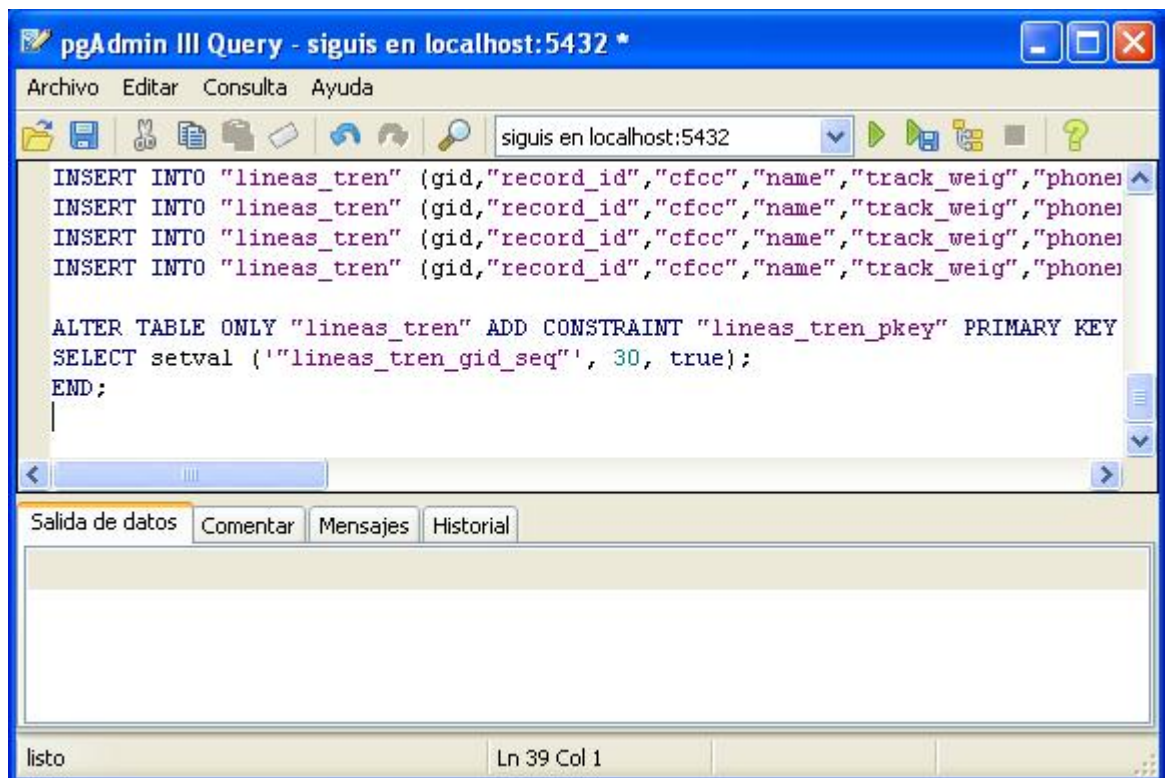 pgAdmin III Query - siguis en localhost:5432 *
Archivo Editar Consulta Ayuda
siguis en localhost:5432
INSERT INTO "lineas_tren" (gid,"record_id","cfcc","name","track_weig","phone
INSERT INTO "lineas_tren" (gid,"record_id","cfcc","name","track_weig","phone
INSERT INTO "lineas_tren" (gid,"record_id","cfcc","name","track_weig","phone
INSERT INTO "lineas_tren" (gid,"record_id","cfcc","name","track_weig","phone
ALTER TABLE ONLY "lineas_tren" ADD CONSTRAINT "lineas_tren_pkey" PRIMARY KEY
SELECT setval ('"lineas_tren_gid_seq"', 30, true);
END;
Salida de datos Comentar Mensajes Historial
listo Ln 39 Col 1